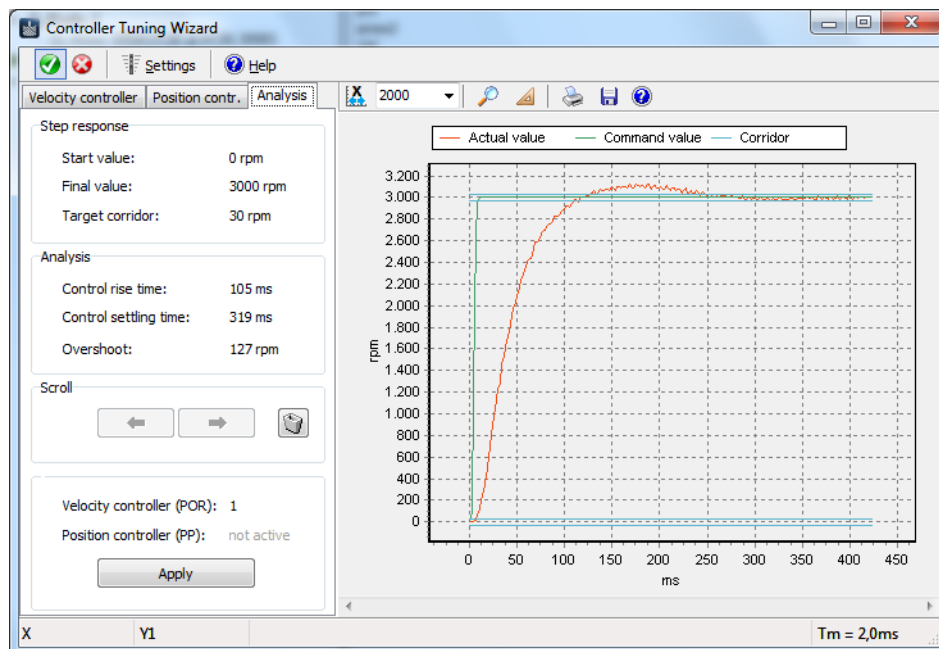 Controller Tuning Wizard
Settings Help
Velocity controller Position contr. Analysis
X 2000
Step response
Start value: 0 rpm
Final value: 3000 rpm
Target corridor: 30 rpm
Analysis
Control rise time: 105 ms
Control settling time: 319 ms
Overshoot: 127 rpm
Scroll
Velocity controller (POR): 1
Position controller (PP): not active
Apply
Actual value Command value Corridor
3.200
3.000
2.800
2.600
2.400
2.200
2.000
1.800
1.600
1.400
1.200
1.000
800
600
400
200
0
rpm
0 50 100 150 200 250 300 350 400 450
ms
X Y1 Tm = 2,0ms